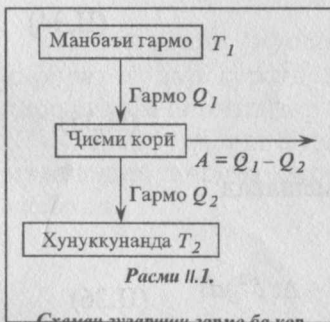 Манбаъи гармо T₁
Гармо Q₁
Ҷисми корӣ
A = Q₁ – Q₂
Гармо Q₂
Хунуккунанда T₂
Расми II.1.